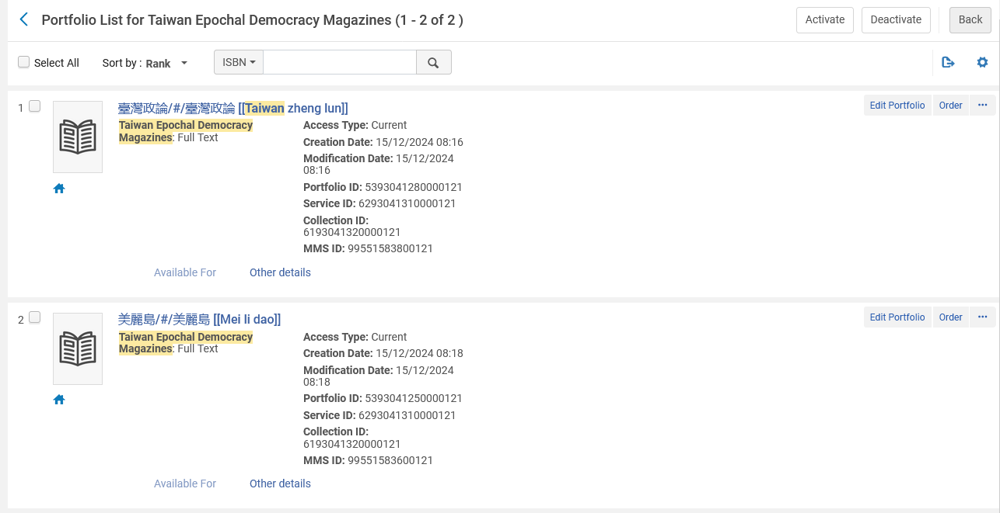 Portfolio List for Taiwan Epochal Democracy Magazines (1 - 2 of 2 )
Activate
Deactivate
Back
Select All
Sort by : Rank
ISBN
1
臺灣政論/#/臺灣政論 [[Taiwan zheng lun]]
Edit Portfolio
Order
Taiwan Epochal Democracy
Magazines: Full Text
Access Type: Current
Creation Date: 15/12/2024 08:16
Modification Date: 15/12/2024
08:16
Portfolio ID: 5393041280000121
Service ID: 6293041310000121
Collection ID:
6193041320000121
MMS ID: 99551583800121
Available For
Other details
2
美麗島/#/美麗島 [[Mei li dao]]
Edit Portfolio
Order
Taiwan Epochal Democracy
Magazines: Full Text
Access Type: Current
Creation Date: 15/12/2024 08:18
Modification Date: 15/12/2024
08:18
Portfolio ID: 5393041250000121
Service ID: 6293041310000121
Collection ID:
6193041320000121
MMS ID: 99551583600121
Available For
Other details